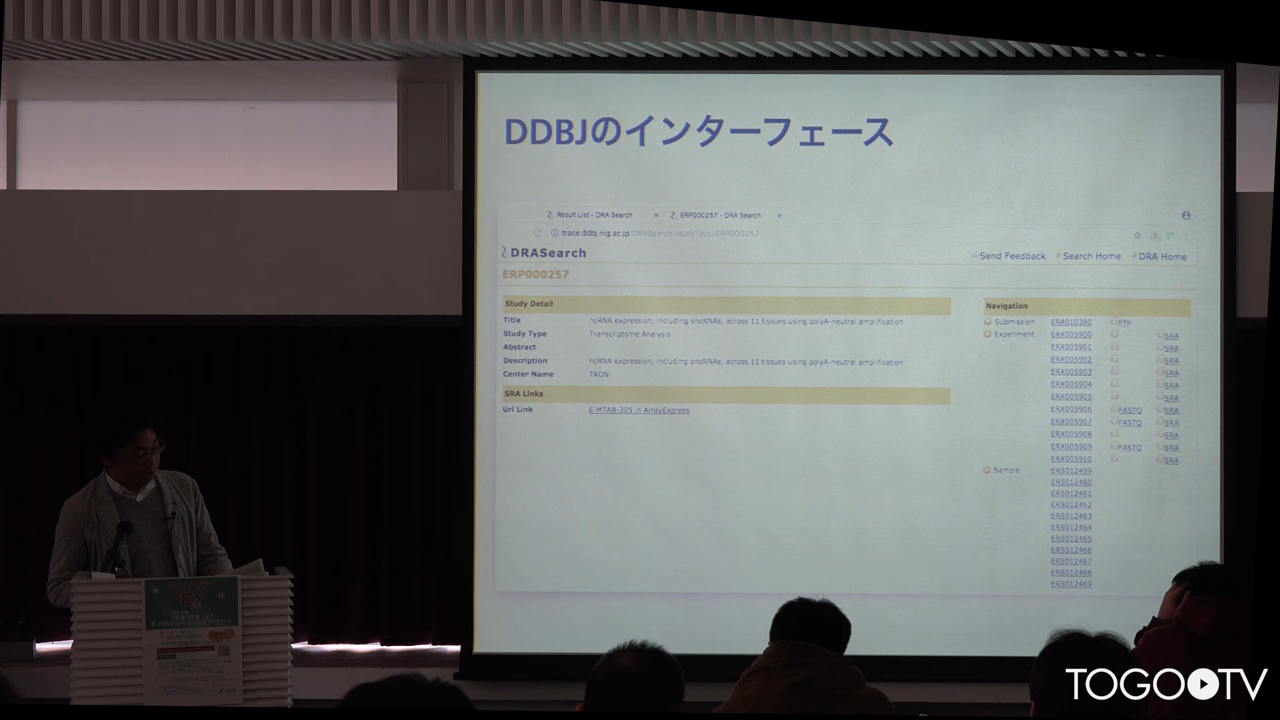 DDBJのインターフェース
Result List - DRA Search × ERP000257 - DRA Search ×
trace.ddbj.nig.ac.jp/DRASearch/study?acc=ERP000257
DRASearch
Send Feedback Search Home DRA Home
ERP000257
Study Detail
Title ncRNA expression, including snoRNAs, across 11 tissues using polyA-neutral amplification
Study Type Transcriptome Analysis
Abstract
Description ncRNA expression, including snoRNAs, across 11 tissues using polyA-neutral amplification
Center Name TRON
SRA Links
Url Link E-MTAB-305 in ArrayExpress
Navigation
Submission ERA010380 FTP
Experiment ERX005900 SRA
ERX005901 SRA
ERX005902 SRA
ERX005903 SRA
ERX005904 SRA
ERX005905 SRA
ERX005906 FASTQ SRA
ERX005907 FASTQ SRA
ERX005908 SRA
ERX005909 FASTQ SRA
ERX005910 SRA
Sample ERS012459
ERS012460
ERS012461
ERS012462
ERS012463
ERS012464
ERS012465
ERS012466
ERS012467
ERS012468
ERS012469
TOGOTV